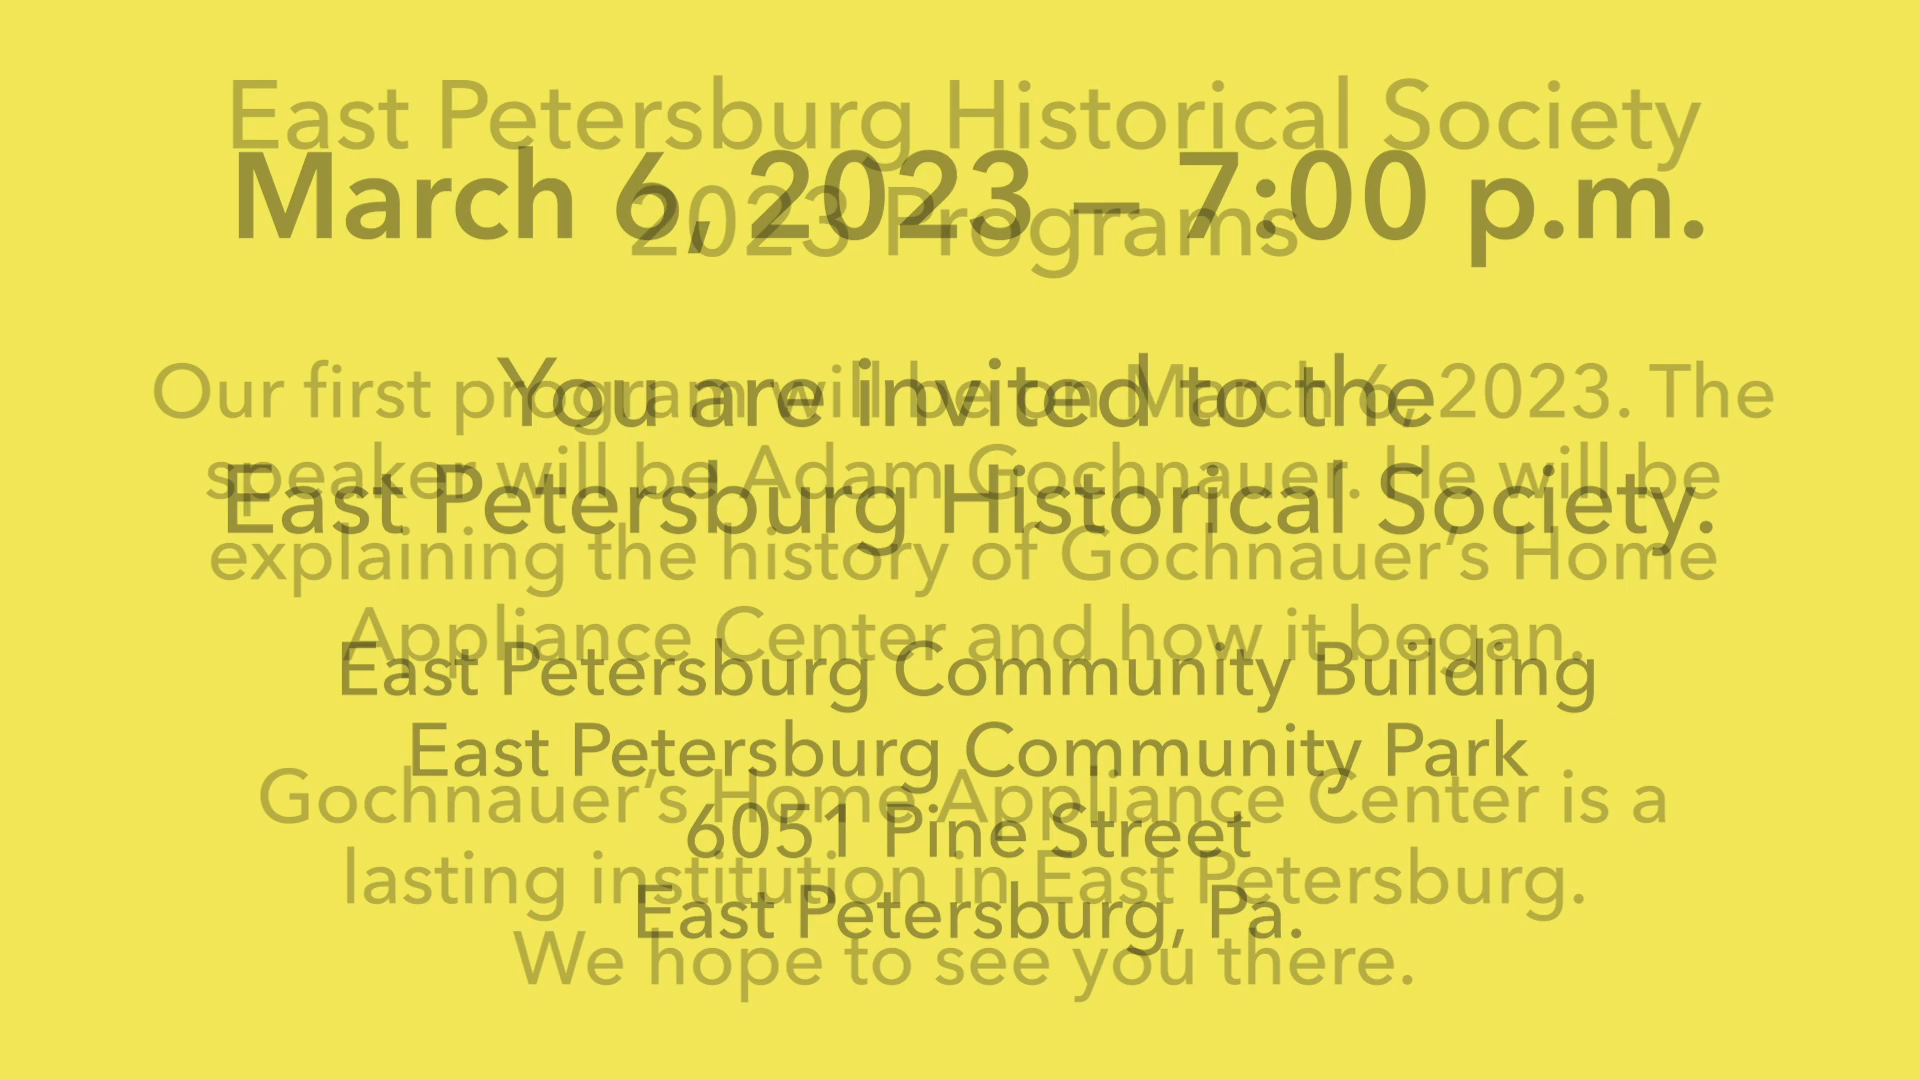 East Petersburg Historical Society
2023 Programs
Our first program will be on March 6, 2023. The
speaker will be Adam Gochnauer. He will be
explaining the history of Gochnauer’s Home
Appliance Center and how it began.
Gochnauer’s Home Appliance Center is a
lasting institution in East Petersburg.
We hope to see you there.
March 6, 2023 – 7:00 p.m.
You are invited to the
East Petersburg Historical Society.
East Petersburg Community Building
East Petersburg Community Park
6051 Pine Street
East Petersburg, Pa.